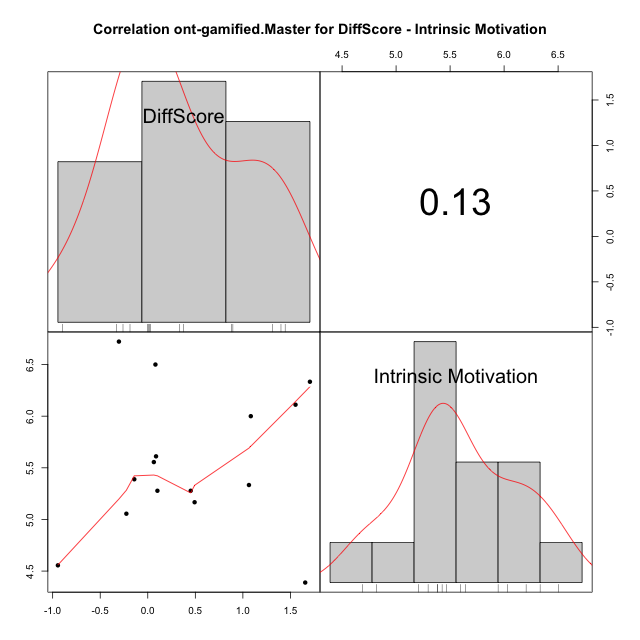 Correlation ont-gamified.Master for DiffScore - Intrinsic Motivation
4.5 5.0 5.5 6.0 6.5
DiffScore
0.13
1.5
1.0
0.5
0.0
-0.5
-1.0
Intrinsic Motivation
6.5
6.0
5.5
5.0
4.5
-1.0 -0.5 0.0 0.5 1.0 1.5